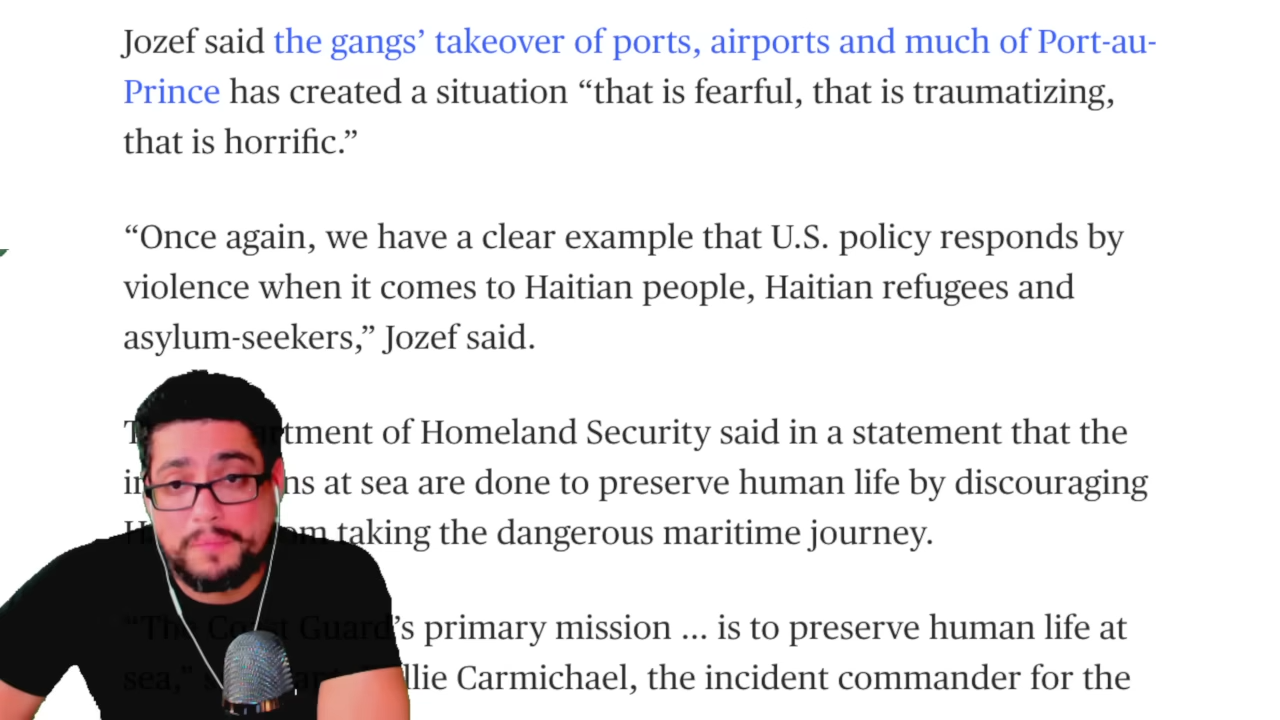 Jozef said the gangs’ takeover of ports, airports and much of Port-au-
Prince has created a situation “that is fearful, that is traumatizing,
that is horrific.”
“Once again, we have a clear example that U.S. policy responds by
violence when it comes to Haitian people, Haitian refugees and
asylum-seekers,” Jozef said.
of Homeland Security said in a statement that the
at sea are done to preserve human life by discouraging
taking the dangerous maritime journey.
“The Coast Guard’s primary mission ... is to preserve human life at
sea,” Carmichael, the incident commander for the